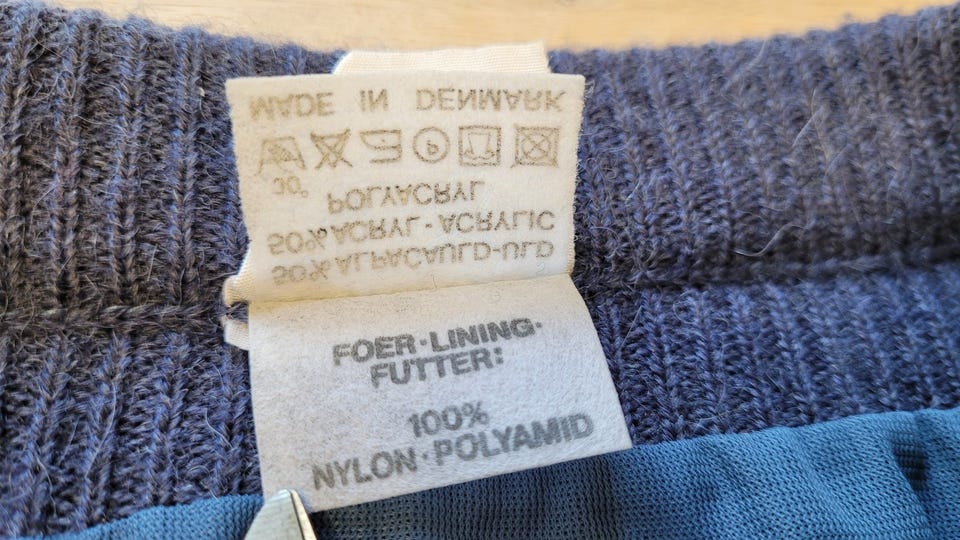 50% ALPACAULD-ULD
50% ACRYL - ACRYLIC
POLYACRYL
30°
P
MADE IN DENMARK
FOER·LINING·
FUTTER:
100%
NYLON·POLYAMID